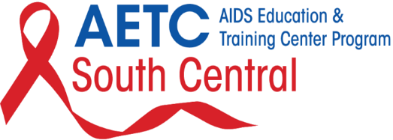 AETC
AIDS Education &
Training Center Program
South Central